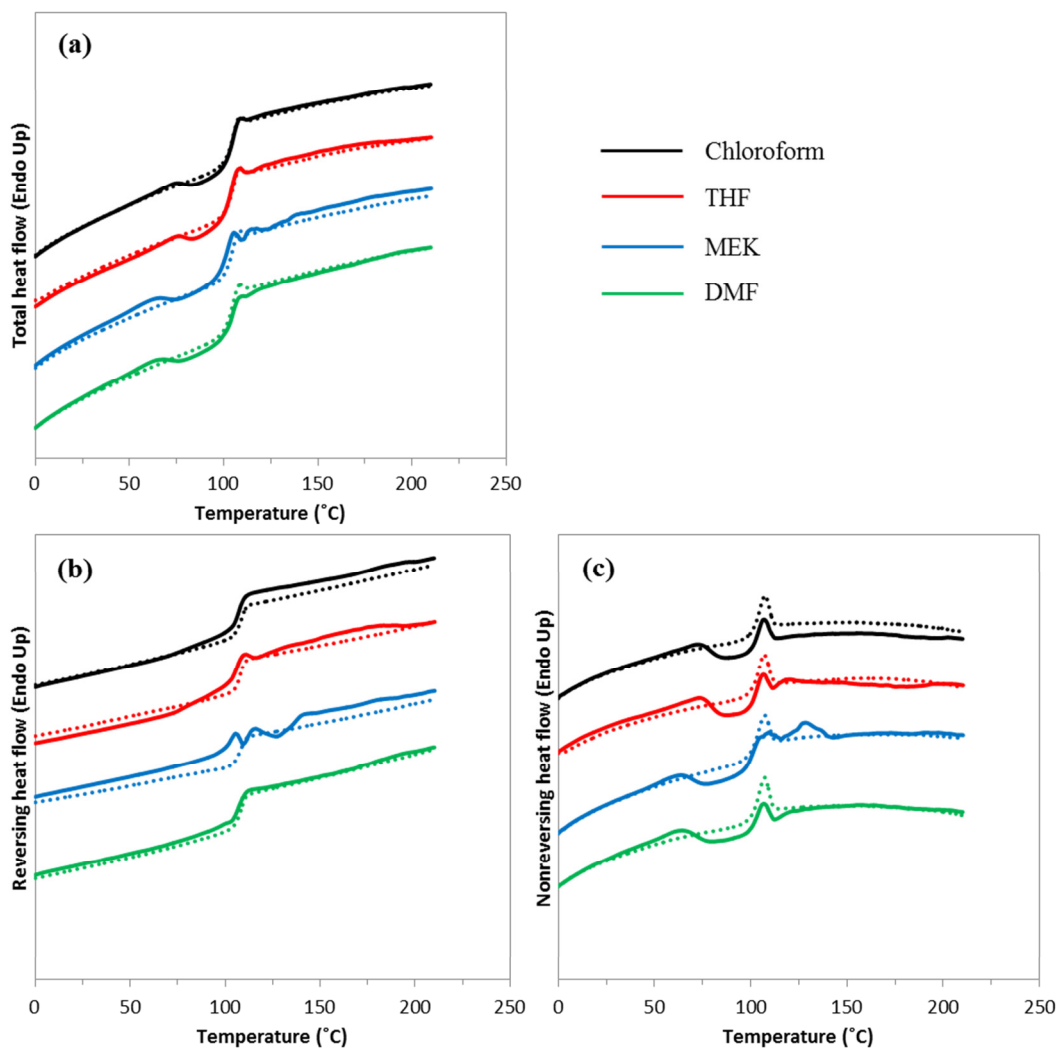 (a)
Total heat flow (Endo Up)
0 50 100 150 200 250
Temperature (˚C)
Chloroform
THF
MEK
DMF
(b)
Reversing heat flow (Endo Up)
0 50 100 150 200 250
Temperature (˚C)
(c)
Nonreversing heat flow (Endo Up)
0 50 100 150 200 250
Temperature (˚C)